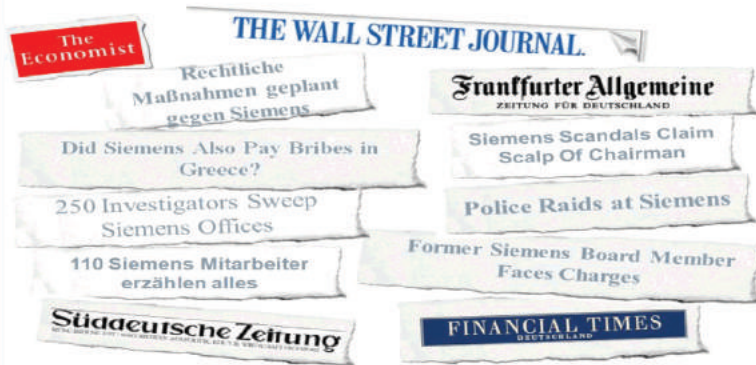 The
Economist
THE WALL STREET JOURNAL.
Rechtliche
Maßnahmen geplant
gegen Siemens
Frankfurter Allgemeine
ZEITUNG FÜR DEUTSCHLAND
Did Siemens Also Pay Bribes in
Greece?
Siemens Scandals Claim
Scalp Of Chairman
250 Investigators Sweep
Siemens Offices
Police Raids at Siemens
110 Siemens Mitarbeiter
erzählen alles
Former Siemens Board Member
Faces Charges
Süddeutsche Zeitung
FINANCIAL TIMES
DEUTSCHLAND